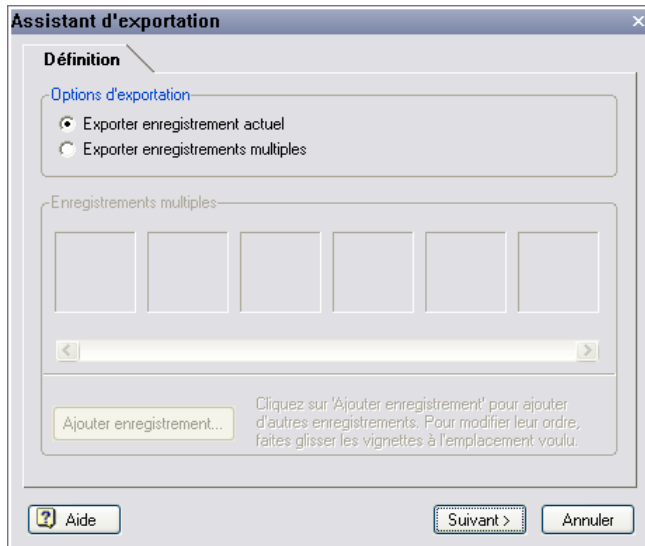 Assistant d'exportation
Définition
Options d'exportation
Exporter enregistrement actuel
Exporter enregistrements multiples
Enregistrements multiples
Ajouter enregistrement...
Cliquez sur 'Ajouter enregistrement' pour ajouter
d'autres enregistrements. Pour modifier leur ordre,
faites glisser les vignettes à l'emplacement voulu.
Aide
Suivant >
Annuler